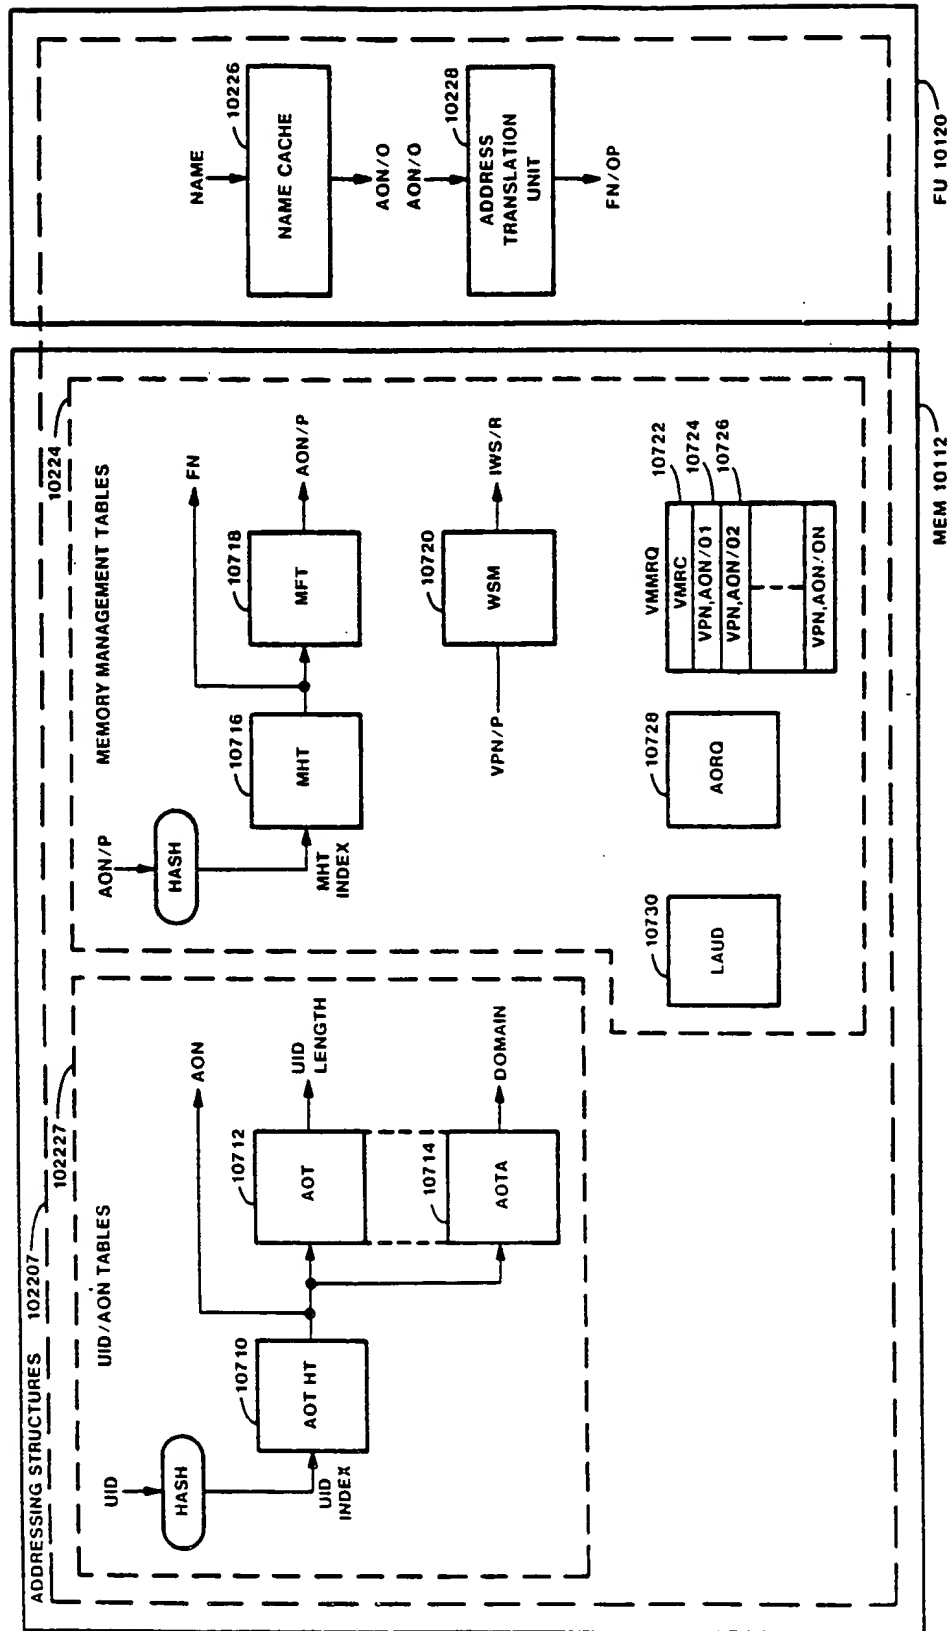 ADDRESSING STRUCTURES 102207
102227
UID/AON TABLES
UID
HASH
UID
INDEX
10710
AOT HT
AON
10712
AOT
UID
LENGTH
10714
AOTA
DOMAIN
10224
MEMORY MANAGEMENT TABLES
AON/P
HASH
MHT
INDEX
10716
MHT
FN
10718
MFT
AON/P
VPN/P
10720
WSM
IWS/R
10730
LAUD
10728
AORQ
VMMRQ
VMRC
10722
VPN,AON/01
10724
VPN,AON/02
10726
VPN,AON/ON
MEM 10112
NAME
10226
NAME CACHE
AON/O
AON/O
10228
ADDRESS
TRANSLATION
UNIT
FN/OP
FU 10120